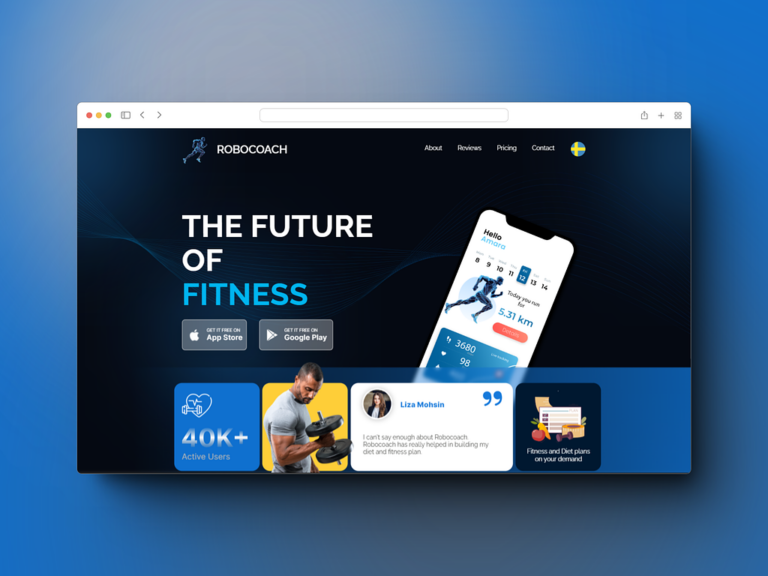 ROBOCOACH
About
Reviews
Pricing
Contact
THE FUTURE
OF
FITNESS
GET IT FREE ON
App Store
GET IT FREE ON
Google Play
Hello
Amara
8 9 10 11 12 13 14
Today you run
for
5.31 km
3680
98
40K+
Active Users
Liza Mohsin
I can't say enough about Robocoach
Robocoach has really helped in building my
diet and fitness plan
Fitness and Diet plans
on your demand